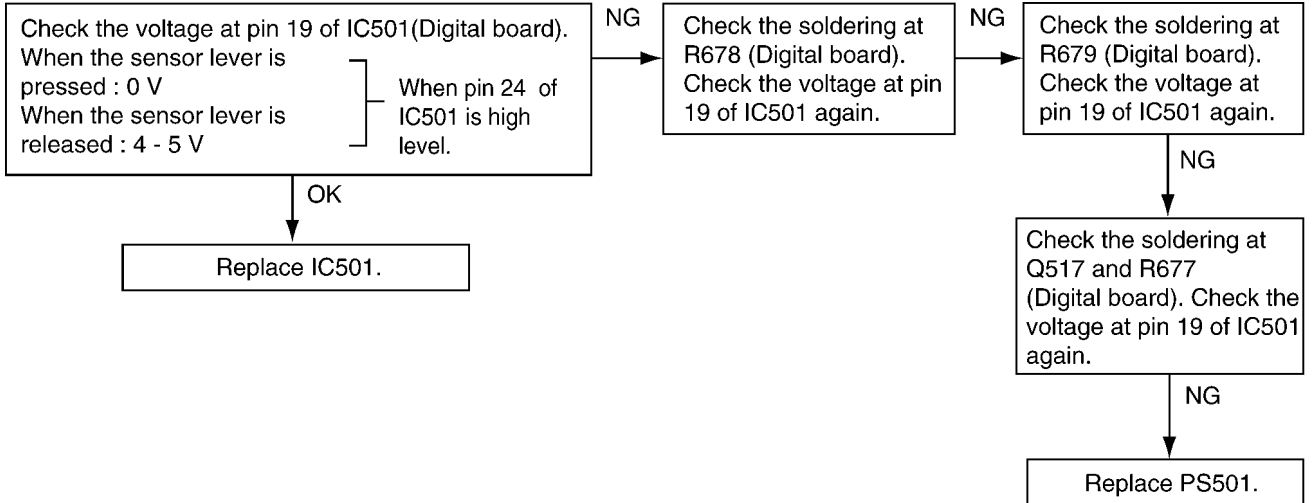 Check the voltage at pin 19 of IC501(Digital board).
When the sensor lever is
pressed : 0 V
When the sensor lever is
released : 4 - 5 V
When pin 24 of
IC501 is high
level.
NG
Check the soldering at
R678 (Digital board).
Check the voltage at pin
19 of IC501 again.
NG
Check the soldering at
R679 (Digital board).
Check the voltage at
pin 19 of IC501 again.
OK
Replace IC501.
NG
Check the soldering at
Q517 and R677
(Digital board). Check the
voltage at pin 19 of IC501
again.
NG
Replace PS501.